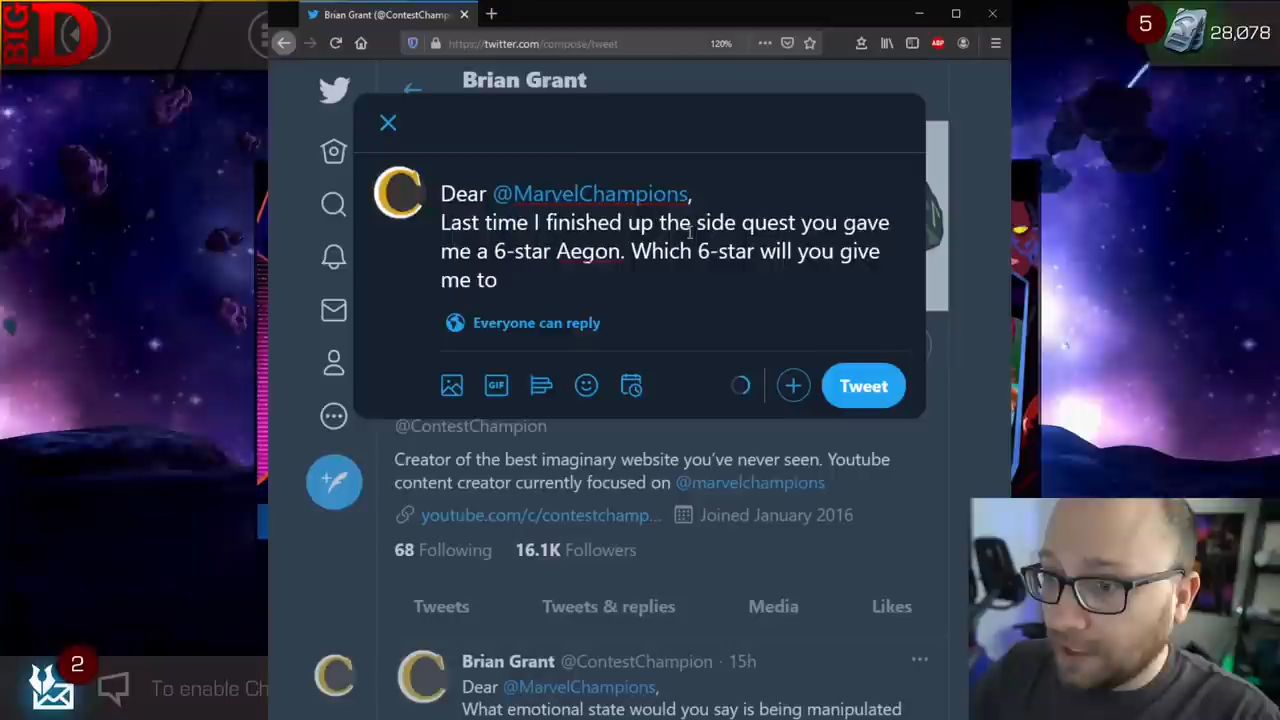 BIG
D
Brian Grant (@ContestChamp
https://twitter.com/compose/tweet
120%
ABP
5
28,078
Brian Grant
Dear @MarvelChampions,
Last time I finished up the side quest you gave
me a 6-star Aegon. Which 6-star will you give
me to
Everyone can reply
GIF
Tweet
@ContestChampion
Creator of the best imaginary website you've never seen. Youtube
content creator currently focused on @marvelchampions
youtube.com/c/contestchamp... Joined January 2016
68 Following 16.1K Followers
Tweets Tweets & replies Media Likes
C
C
C
Brian Grant @ContestChampion · 15h
Dear @MarvelChampions,
What emotional state would you say is being manipulated
2
To enable Ch